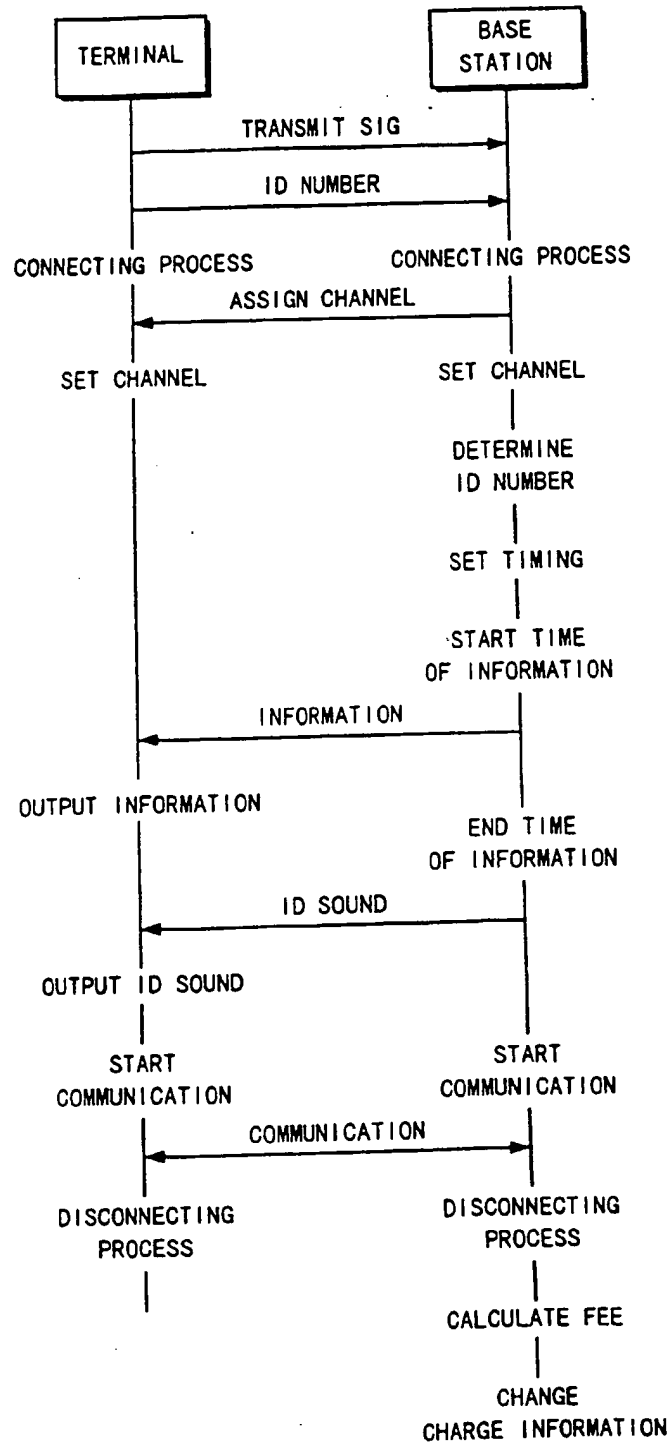 TERMINAL
BASE
STATION
TRANSMIT SIG
ID NUMBER
CONNECTING PROCESS
CONNECTING PROCESS
ASSIGN CHANNEL
SET CHANNEL
SET CHANNEL
DETERMINE
ID NUMBER
SET TIMING
START TIME
OF INFORMATION
INFORMATION
OUTPUT INFORMATION
END TIME
OF INFORMATION
ID SOUND
OUTPUT ID SOUND
START
COMMUNICATION
START
COMMUNICATION
COMMUNICATION
DISCONNECTING
PROCESS
DISCONNECTING
PROCESS
CALCULATE FEE
CHANGE
CHARGE INFORMATION